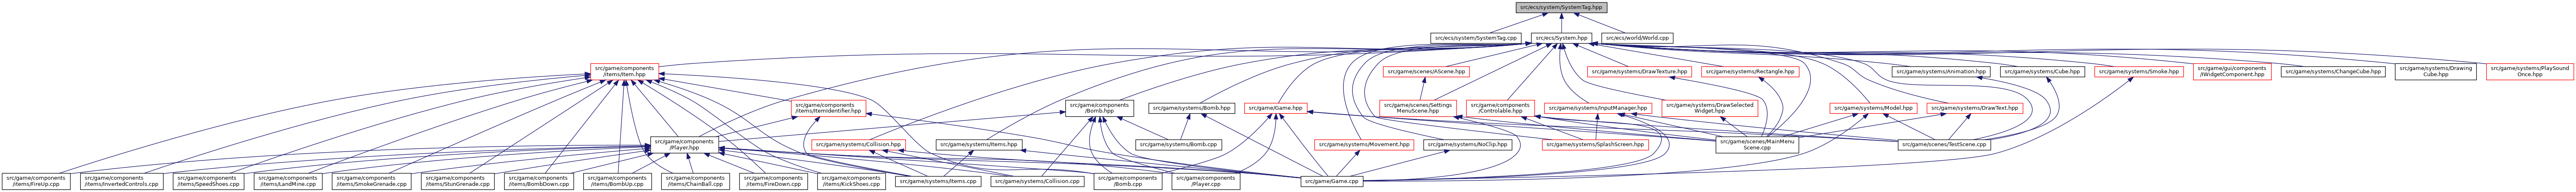 src/ecs/system/SystemTag.hpp
src/ecs/system/SystemTag.cpp
src/ecs/System.hpp
src/ecs/world/World.cpp
src/game/components
/items/Item.hpp
src/game/scenes/AScene.hpp
src/game/systems/DrawTexture.hpp
src/game/systems/Rectangle.hpp
src/game/systems/Animation.hpp
src/game/systems/Cube.hpp
src/game/systems/Smoke.hpp
src/game/gui/components
/IWidgetComponent.hpp
src/game/systems/ChangeCube.hpp
src/game/systems/Drawing
Cube.hpp
src/game/systems/PlaySound
Once.hpp
src/game/components
/items/ItemIdentifier.hpp
src/game/components
/Bomb.hpp
src/game/systems/Bomb.hpp
src/game/Game.hpp
src/game/scenes/Settings
MenuScene.hpp
src/game/components
/Controlable.hpp
src/game/systems/InputManager.hpp
src/game/systems/DrawSelected
Widget.hpp
src/game/systems/Model.hpp
src/game/systems/DrawText.hpp
src/game/components
/Player.hpp
src/game/systems/Collision.hpp
src/game/systems/Items.hpp
src/game/systems/Bomb.cpp
src/game/systems/Movement.hpp
src/game/systems/NoClip.hpp
src/game/systems/SplashScreen.hpp
src/game/scenes/MainMenu
Scene.cpp
src/game/scenes/TestScene.cpp
src/game/components
/items/FireUp.cpp
src/game/components
/items/InvertedControls.cpp
src/game/components
/items/SpeedShoes.cpp
src/game/components
/items/LandMine.cpp
src/game/components
/items/SmokeGrenade.cpp
src/game/components
/items/StunGrenade.cpp
src/game/components
/items/BombDown.cpp
src/game/components
/items/BombUp.cpp
src/game/components
/items/ChainBall.cpp
src/game/components
/items/FireDown.cpp
src/game/components
/items/KickShoes.cpp
src/game/systems/Items.cpp
src/game/systems/Collision.cpp
src/game/components
/Bomb.cpp
src/game/components
/Player.cpp
src/game/Game.cpp